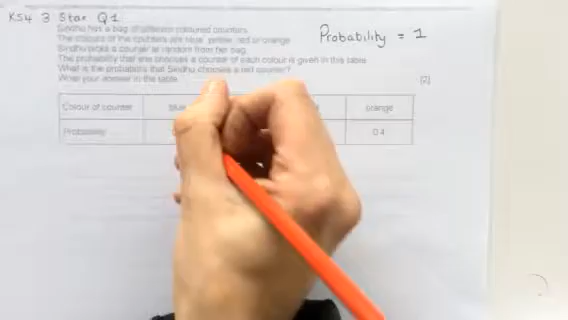 KS4 3 Star Q1
Probability = 1
Sindhu has a bag of different coloured counters.
The colours of the counters are blue, yellow, red or orange.
Sindhu picks a counter at random from her bag.
The probability that she chooses a counter of each colour is given in this table.
What is the probability that Sindhu chooses a red counter?
Write your answer in the table.
[2]
Colour of counter blue orange
Probability 0.4